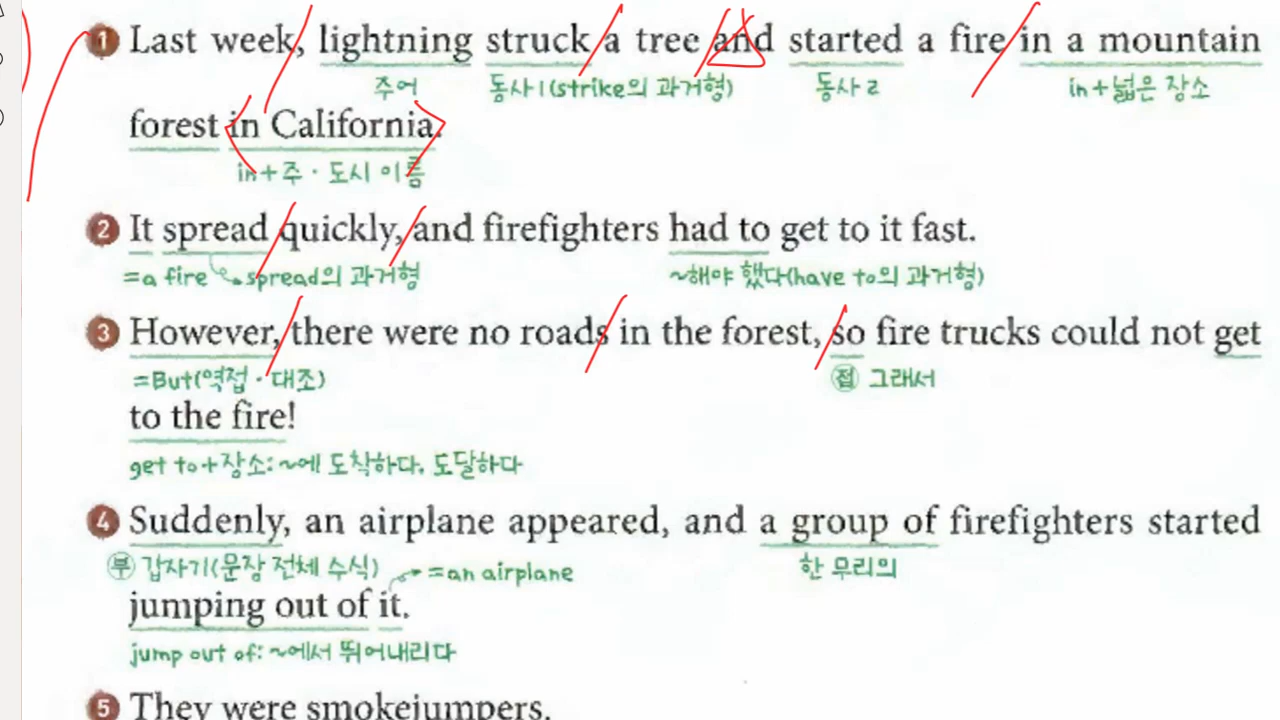 1 Last week, lightning struck a tree and started a fire in a mountain
주어 동사1(strike의 과거형) 동사2 in+넓은 장소
forest in California.
in+주·도시 이름
2 It spread quickly, and firefighters had to get to it fast.
=a fire spread의 과거형 ~해야 했다(have to의 과거형)
3 However, there were no roads in the forest, so fire trucks could not get
=But(역접·대조) 접 그래서
to the fire!
get to+장소: ~에 도착하다, 도달하다
4 Suddenly, an airplane appeared, and a group of firefighters started
부 갑자기(문장 전체 수식) =an airplane 한 무리의
jumping out of it.
jump out of: ~에서 뛰어내리다
5 They were smokejumpers.